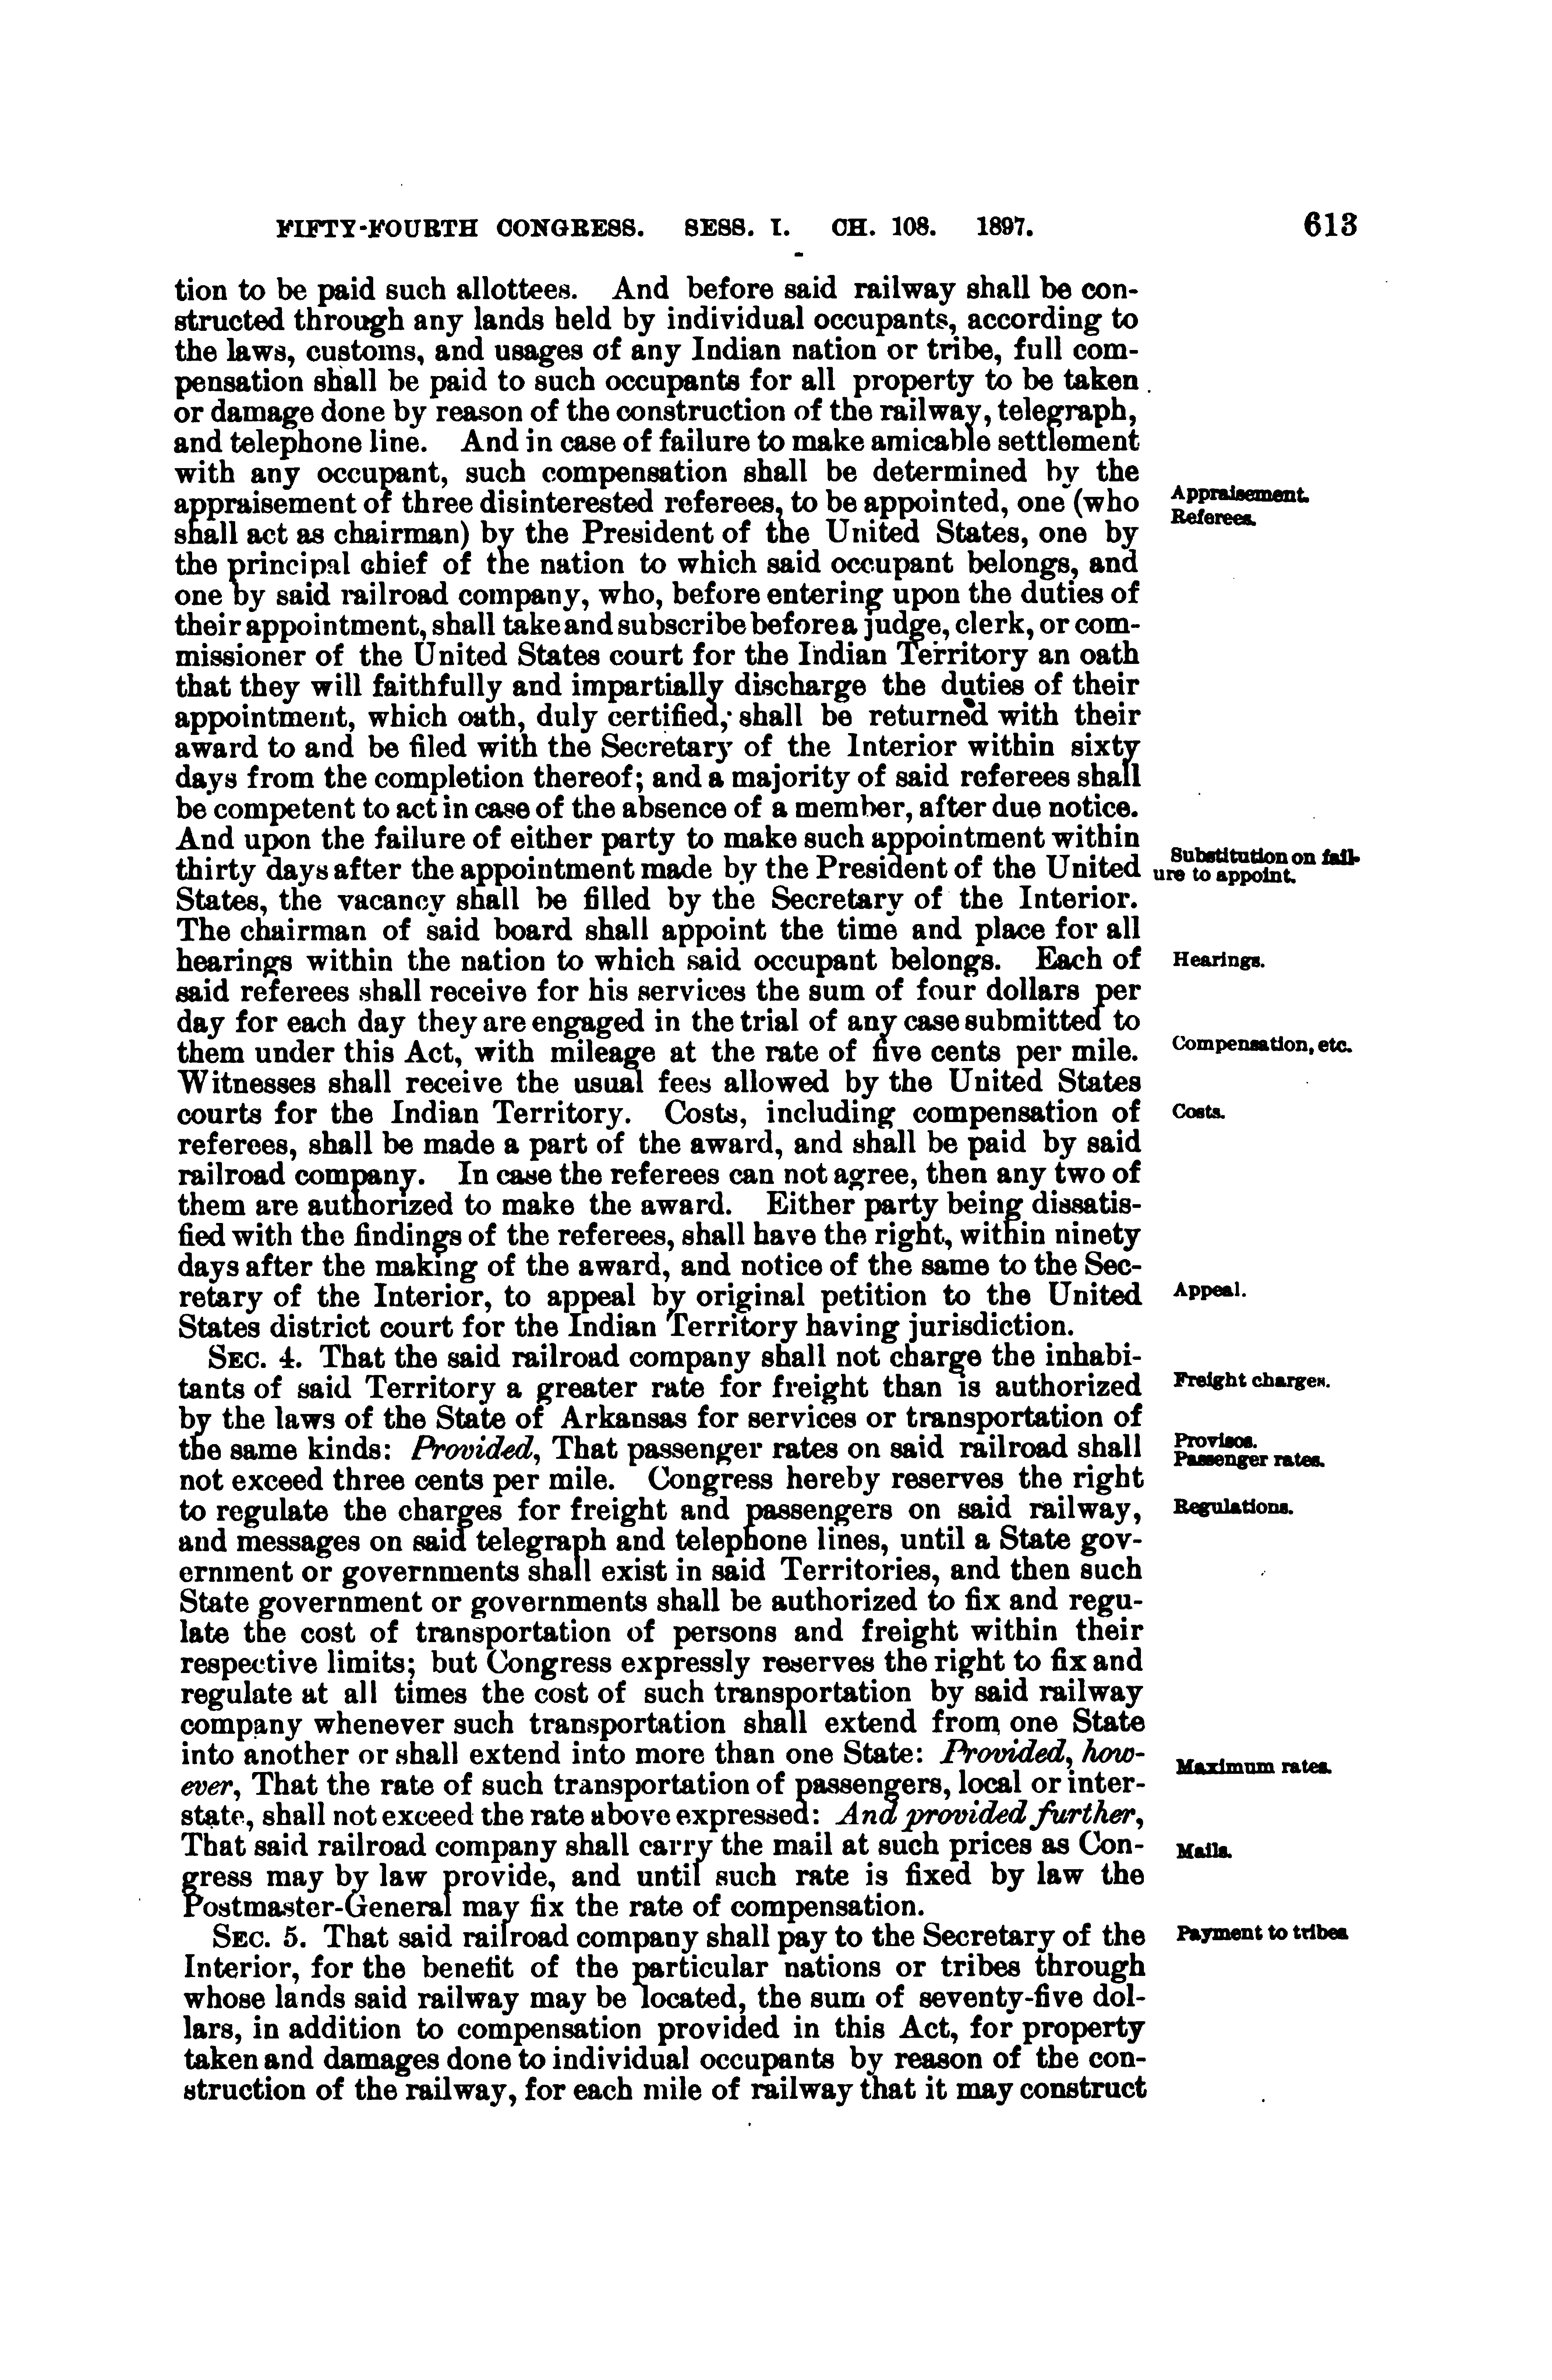 FIFTY-FOURTH CONGRESS. SESS. I. CH. 108. 1897. 613
tion to be paid such allottees. And before said railway shall be con-
structed through any lands held by individual occupants, according to
the laws, customs, and usages of any Indian nation or tribe, full com-
pensation shall be paid to such occupants for all property to be taken
or damage done by reason of the construction of the railway, telegraph,
and telephone line. And in case of failure to make amicable settlement
with any occupant, such compensation shall be determined by the
appraisement of three disinterested referees, to be appointed, one (who
Appraisement.
Referees.
shall act as chairman) by the President of the United States, one by
the principal chief of the nation to which said occupant belongs, and
one by said railroad company, who, before entering upon the duties of
their appointment, shall take and subscribe before a judge, clerk, or com-
missioner of the United States court for the Indian Territory an oath
that they will faithfully and impartially discharge the duties of their
appointment, which oath, duly certified, shall be returned with their
award to and be filed with the Secretary of the Interior within sixty
days from the completion thereof; and a majority of said referees shall
be competent to act in case of the absence of a member, after due notice.
And upon the failure of either party to make such appointment within
thirty days after the appointment made by the President of the United
Substitution on fail-
ure to appoint.
States, the vacancy shall be filled by the Secretary of the Interior.
The chairman of said board shall appoint the time and place for all
hearings within the nation to which said occupant belongs. Each of
Hearings.
said referees shall receive for his services the sum of four dollars per
day for each day they are engaged in the trial of any case submitted to
them under this Act, with mileage at the rate of five cents per mile.
Compensation, etc.
Witnesses shall receive the usual fees allowed by the United States
courts for the Indian Territory. Costs, including compensation of
Costs.
referees, shall be made a part of the award, and shall be paid by said
railroad company. In case the referees can not agree, then any two of
them are authorized to make the award. Either party being dissatis-
fied with the findings of the referees, shall have the right, within ninety
days after the making of the award, and notice of the same to the Sec-
retary of the Interior, to appeal by original petition to the United
Appeal.
States district court for the Indian Territory having jurisdiction.
SEC. 4. That the said railroad company shall not charge the inhabi-
tants of said Territory a greater rate for freight than is authorized
Freight charges.
by the laws of the State of Arkansas for services or transportation of
the same kinds: Provided, That passenger rates on said railroad shall
Provisos.
Passenger rates.
not exceed three cents per mile. Congress hereby reserves the right
to regulate the charges for freight and passengers on said railway,
Regulations.
and messages on said telegraph and telephone lines, until a State gov-
ernment or governments shall exist in said Territories, and then such
State government or governments shall be authorized to fix and regu-
late the cost of transportation of persons and freight within their
respective limits; but Congress expressly reserves the right to fix and
regulate at all times the cost of such transportation by said railway
company whenever such transportation shall extend from one State
into another or shall extend into more than one State: Provided, how-
ever, That the rate of such transportation of passengers, local or inter-
Maximum rates.
state, shall not exceed the rate above expressed: And provided further,
That said railroad company shall carry the mail at such prices as Con-
Mails.
gress may by law provide, and until such rate is fixed by law the
Postmaster-General may fix the rate of compensation.
SEC. 5. That said railroad company shall pay to the Secretary of the
Payment to tribes
Interior, for the benefit of the particular nations or tribes through
whose lands said railway may be located, the sum of seventy-five dol-
lars, in addition to compensation provided in this Act, for property
taken and damages done to individual occupants by reason of the con-
struction of the railway, for each mile of railway that it may construct